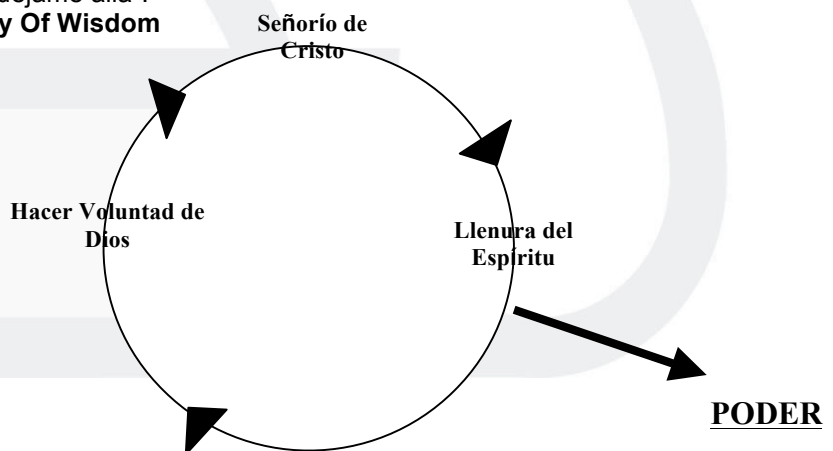 y Of Wisdom
Señorío de
Cristo
Hacer Voluntad de
Dios
Llenura del
Espíritu
PODER